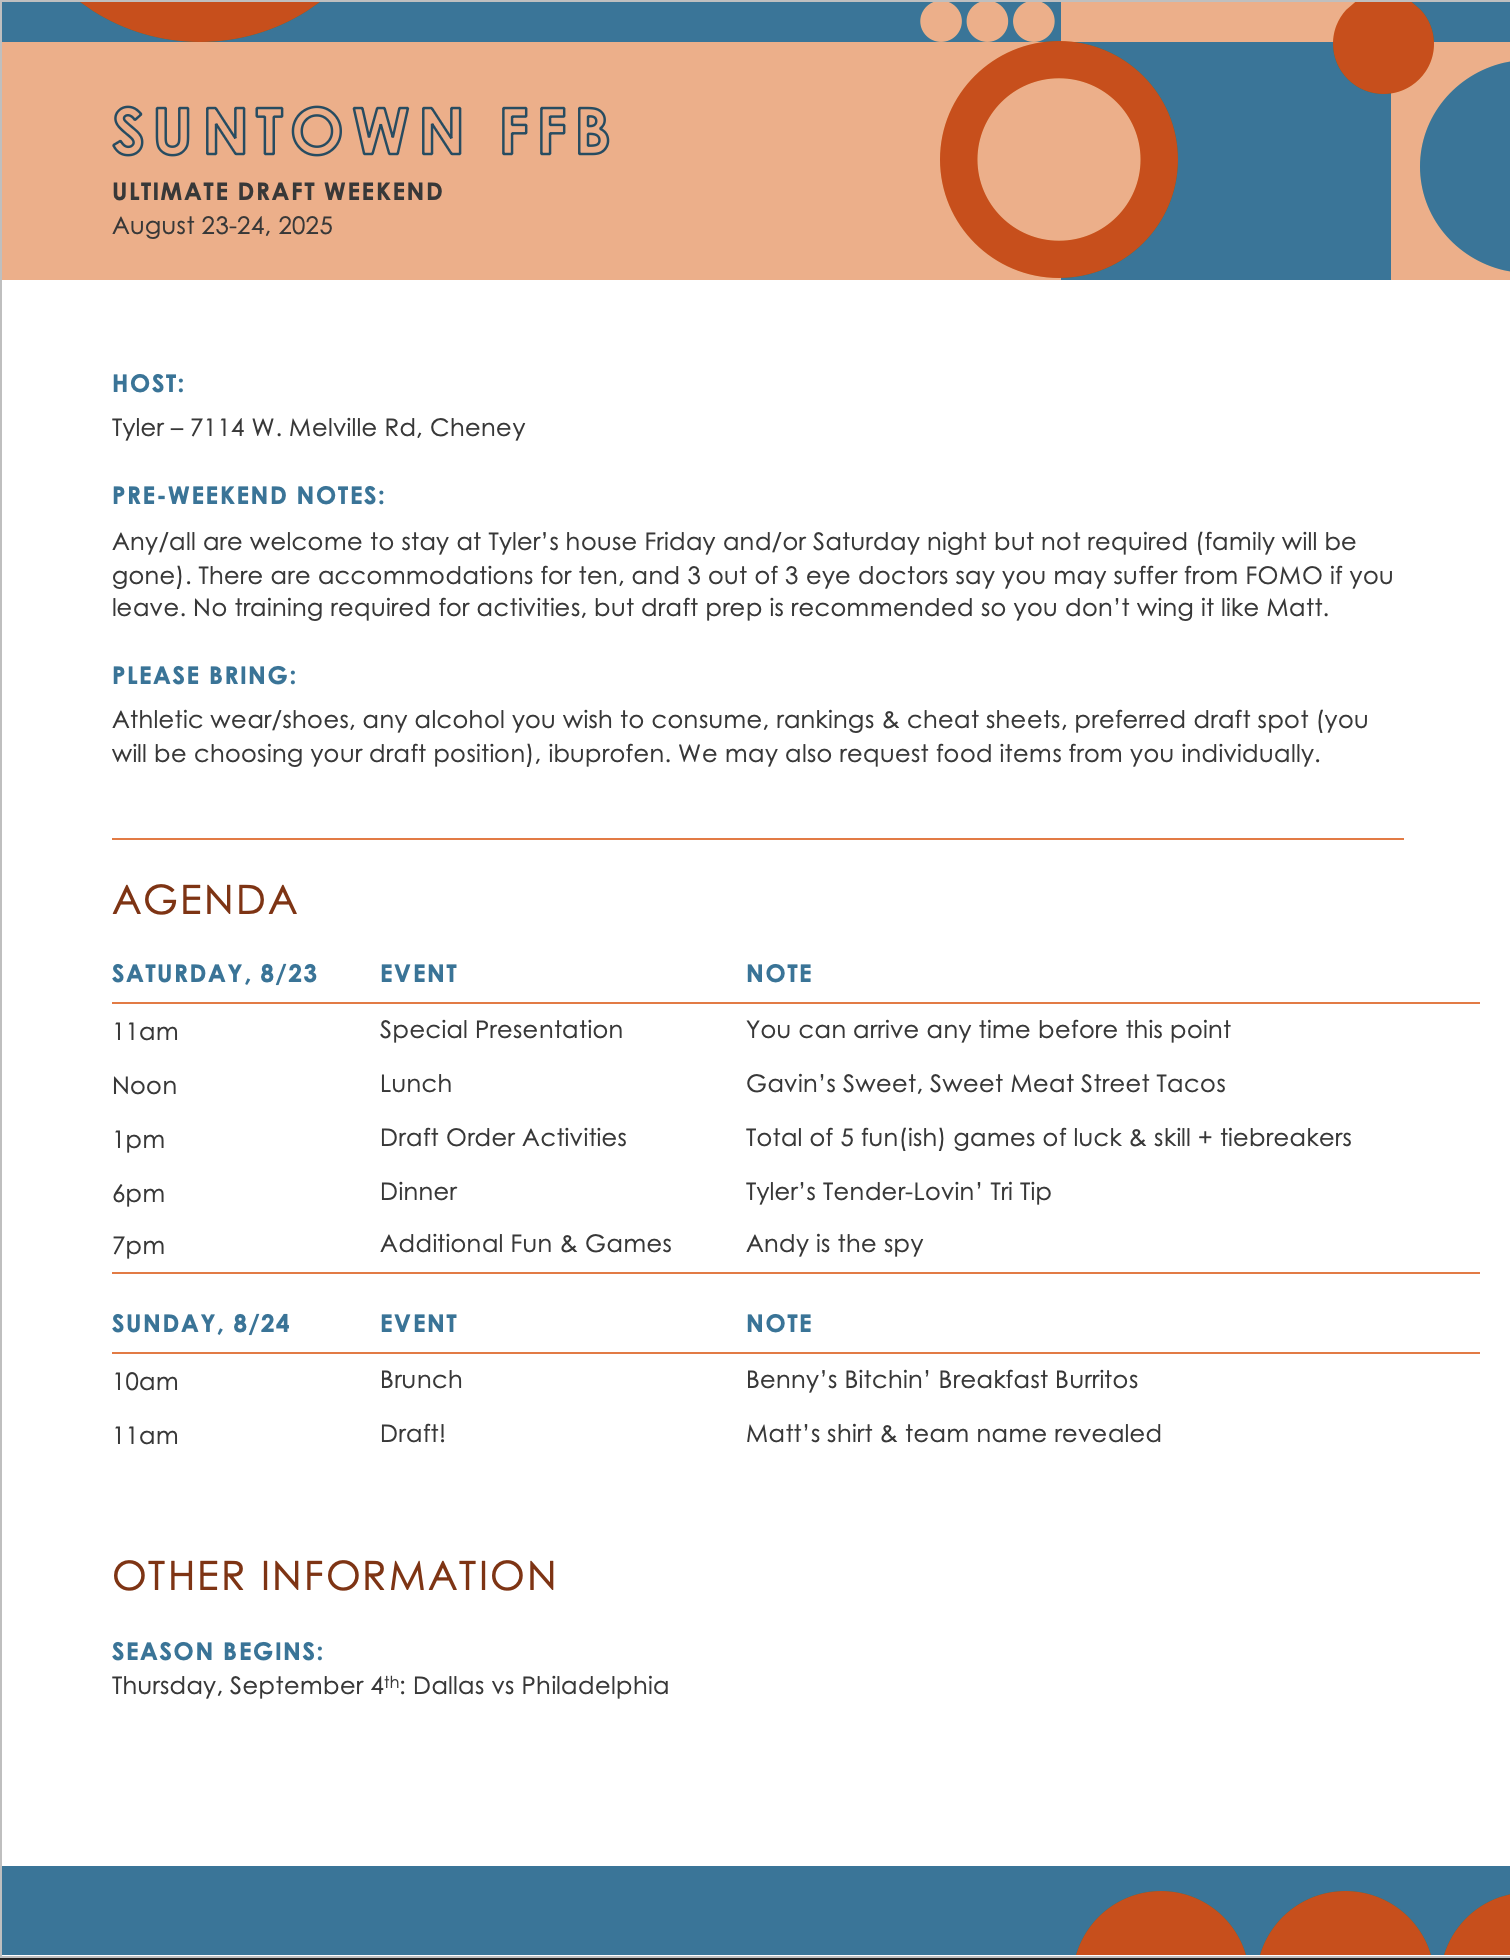 SUNTOWN FFB
ULTIMATE DRAFT WEEKEND
August 23-24, 2025
HOST:
Tyler – 7114 W. Melville Rd, Cheney
PRE-WEEKEND NOTES:
Any/all are welcome to stay at Tyler’s house Friday and/or Saturday night but not required (family will be
gone). There are accommodations for ten, and 3 out of 3 eye doctors say you may suffer from FOMO if you
leave. No training required for activities, but draft prep is recommended so you don’t wing it like Matt.
PLEASE BRING:
Athletic wear/shoes, any alcohol you wish to consume, rankings & cheat sheets, preferred draft spot (you
will be choosing your draft position), ibuprofen. We may also request food items from you individually.
AGENDA
SATURDAY, 8/23 EVENT NOTE
11am Special Presentation You can arrive any time before this point
Noon Lunch Gavin’s Sweet, Sweet Meat Street Tacos
1pm Draft Order Activities Total of 5 fun(ish) games of luck & skill + tiebreakers
6pm Dinner Tyler’s Tender-Lovin’ Tri Tip
7pm Additional Fun & Games Andy is the spy
SUNDAY, 8/24 EVENT NOTE
10am Brunch Benny’s Bitchin’ Breakfast Burritos
11am Draft! Matt’s shirt & team name revealed
OTHER INFORMATION
SEASON BEGINS:
Thursday, September 4th: Dallas vs Philadelphia